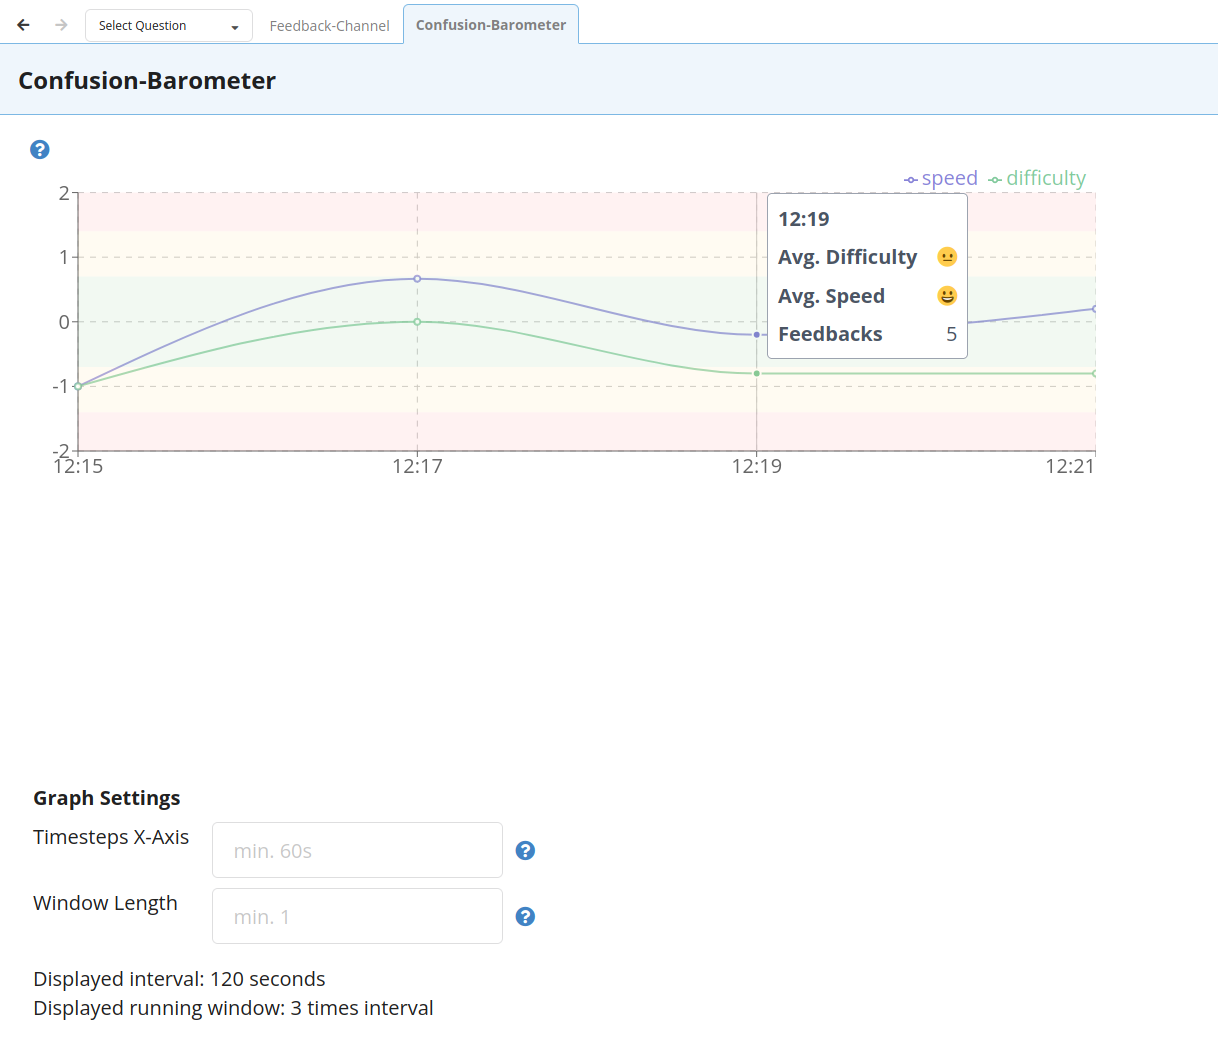 Select Question Feedback-Channel Confusion-Barometer
Confusion-Barometer
?
speed difficulty
2
1
0
-1
-2
12:19
Avg. Difficulty
Avg. Speed
Feedbacks 5
12:15 12:17 12:19 12:21
Graph Settings
Timesteps X-Axis min. 60s ?
Window Length min. 1 ?
Displayed interval: 120 seconds
Displayed running window: 3 times interval